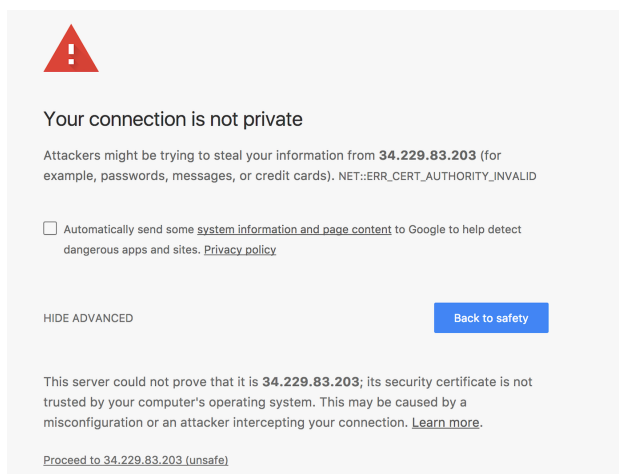 Your connection is not private
Attackers might be trying to steal your information from 34.229.83.203 (for
example, passwords, messages, or credit cards). NET::ERR_CERT_AUTHORITY_INVALID
Automatically send some system information and page content to Google to help detect
dangerous apps and sites. Privacy policy
HIDE ADVANCED
Back to safety
This server could not prove that it is 34.229.83.203; its security certificate is not
trusted by your computer's operating system. This may be caused by a
misconfiguration or an attacker intercepting your connection. Learn more.
Proceed to 34.229.83.203 (unsafe)